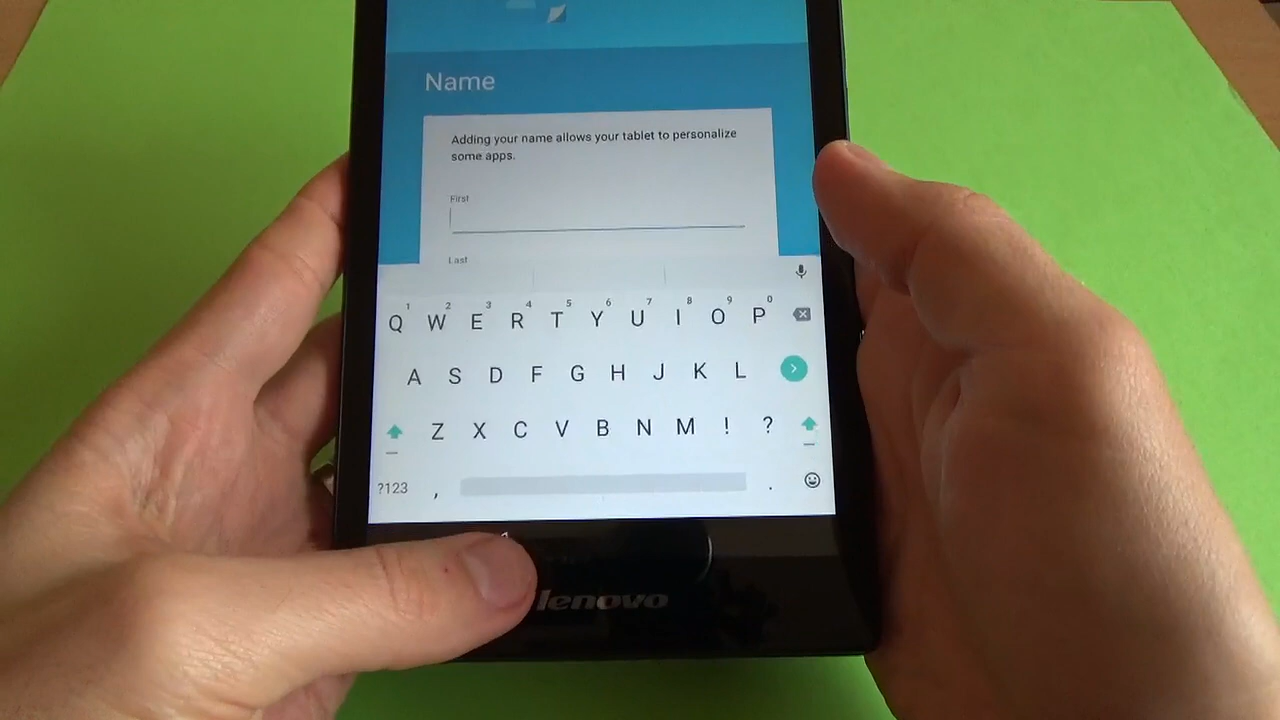 Name
Adding your name allows your tablet to personalize
some apps.
First
Last
1 2 3 4 5 6 7 8 9 0
Q W E R T Y U I O P
A S D F G H J K L
Z X C V B N M ! ?
?123 , .
lenovo